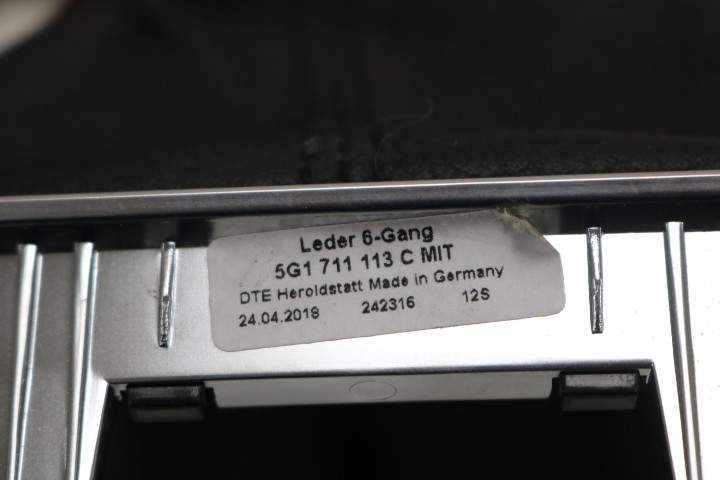 Leder 6-Gang
5G1 711 113 C MIT
DTE Heroldstatt Made in Germany
24.04.2018 242316 12S